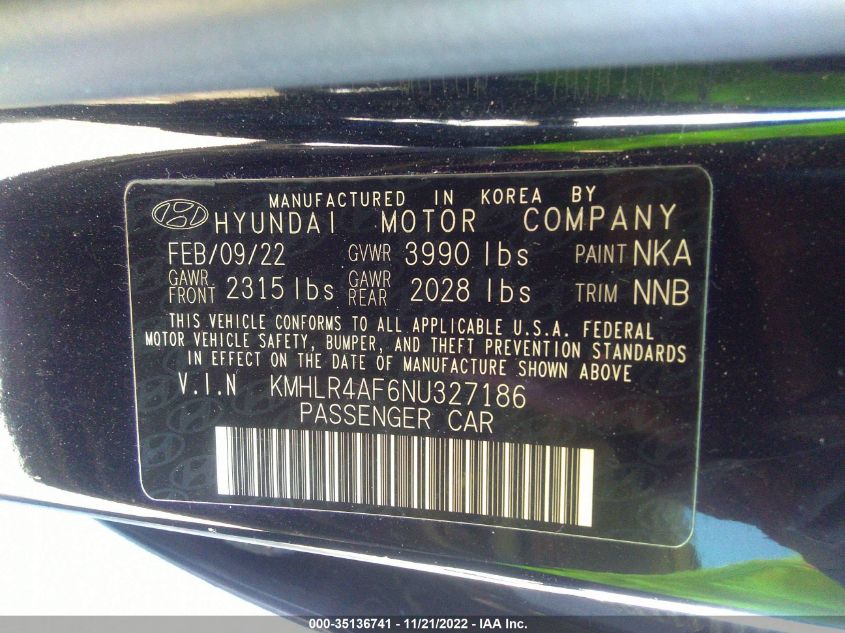 MANUFACTURED IN KOREA BY
HYUNDAI MOTOR COMPANY
FEB/09/22 GVWR 3990 lbs PAINT NKA
GAWR FRONT 2315 lbs GAWR REAR 2028 lbs TRIM NNB
THIS VEHICLE CONFORMS TO ALL APPLICABLE U.S.A. FEDERAL
MOTOR VEHICLE SAFETY, BUMPER, AND THEFT PREVENTION STANDARDS
IN EFFECT ON THE DATE OF MANUFACTURE SHOWN ABOVE
V.I.N KMHLR4AF6NU327186
PASSENGER CAR
000-35136741 - 11/21/2022 - IAA Inc.